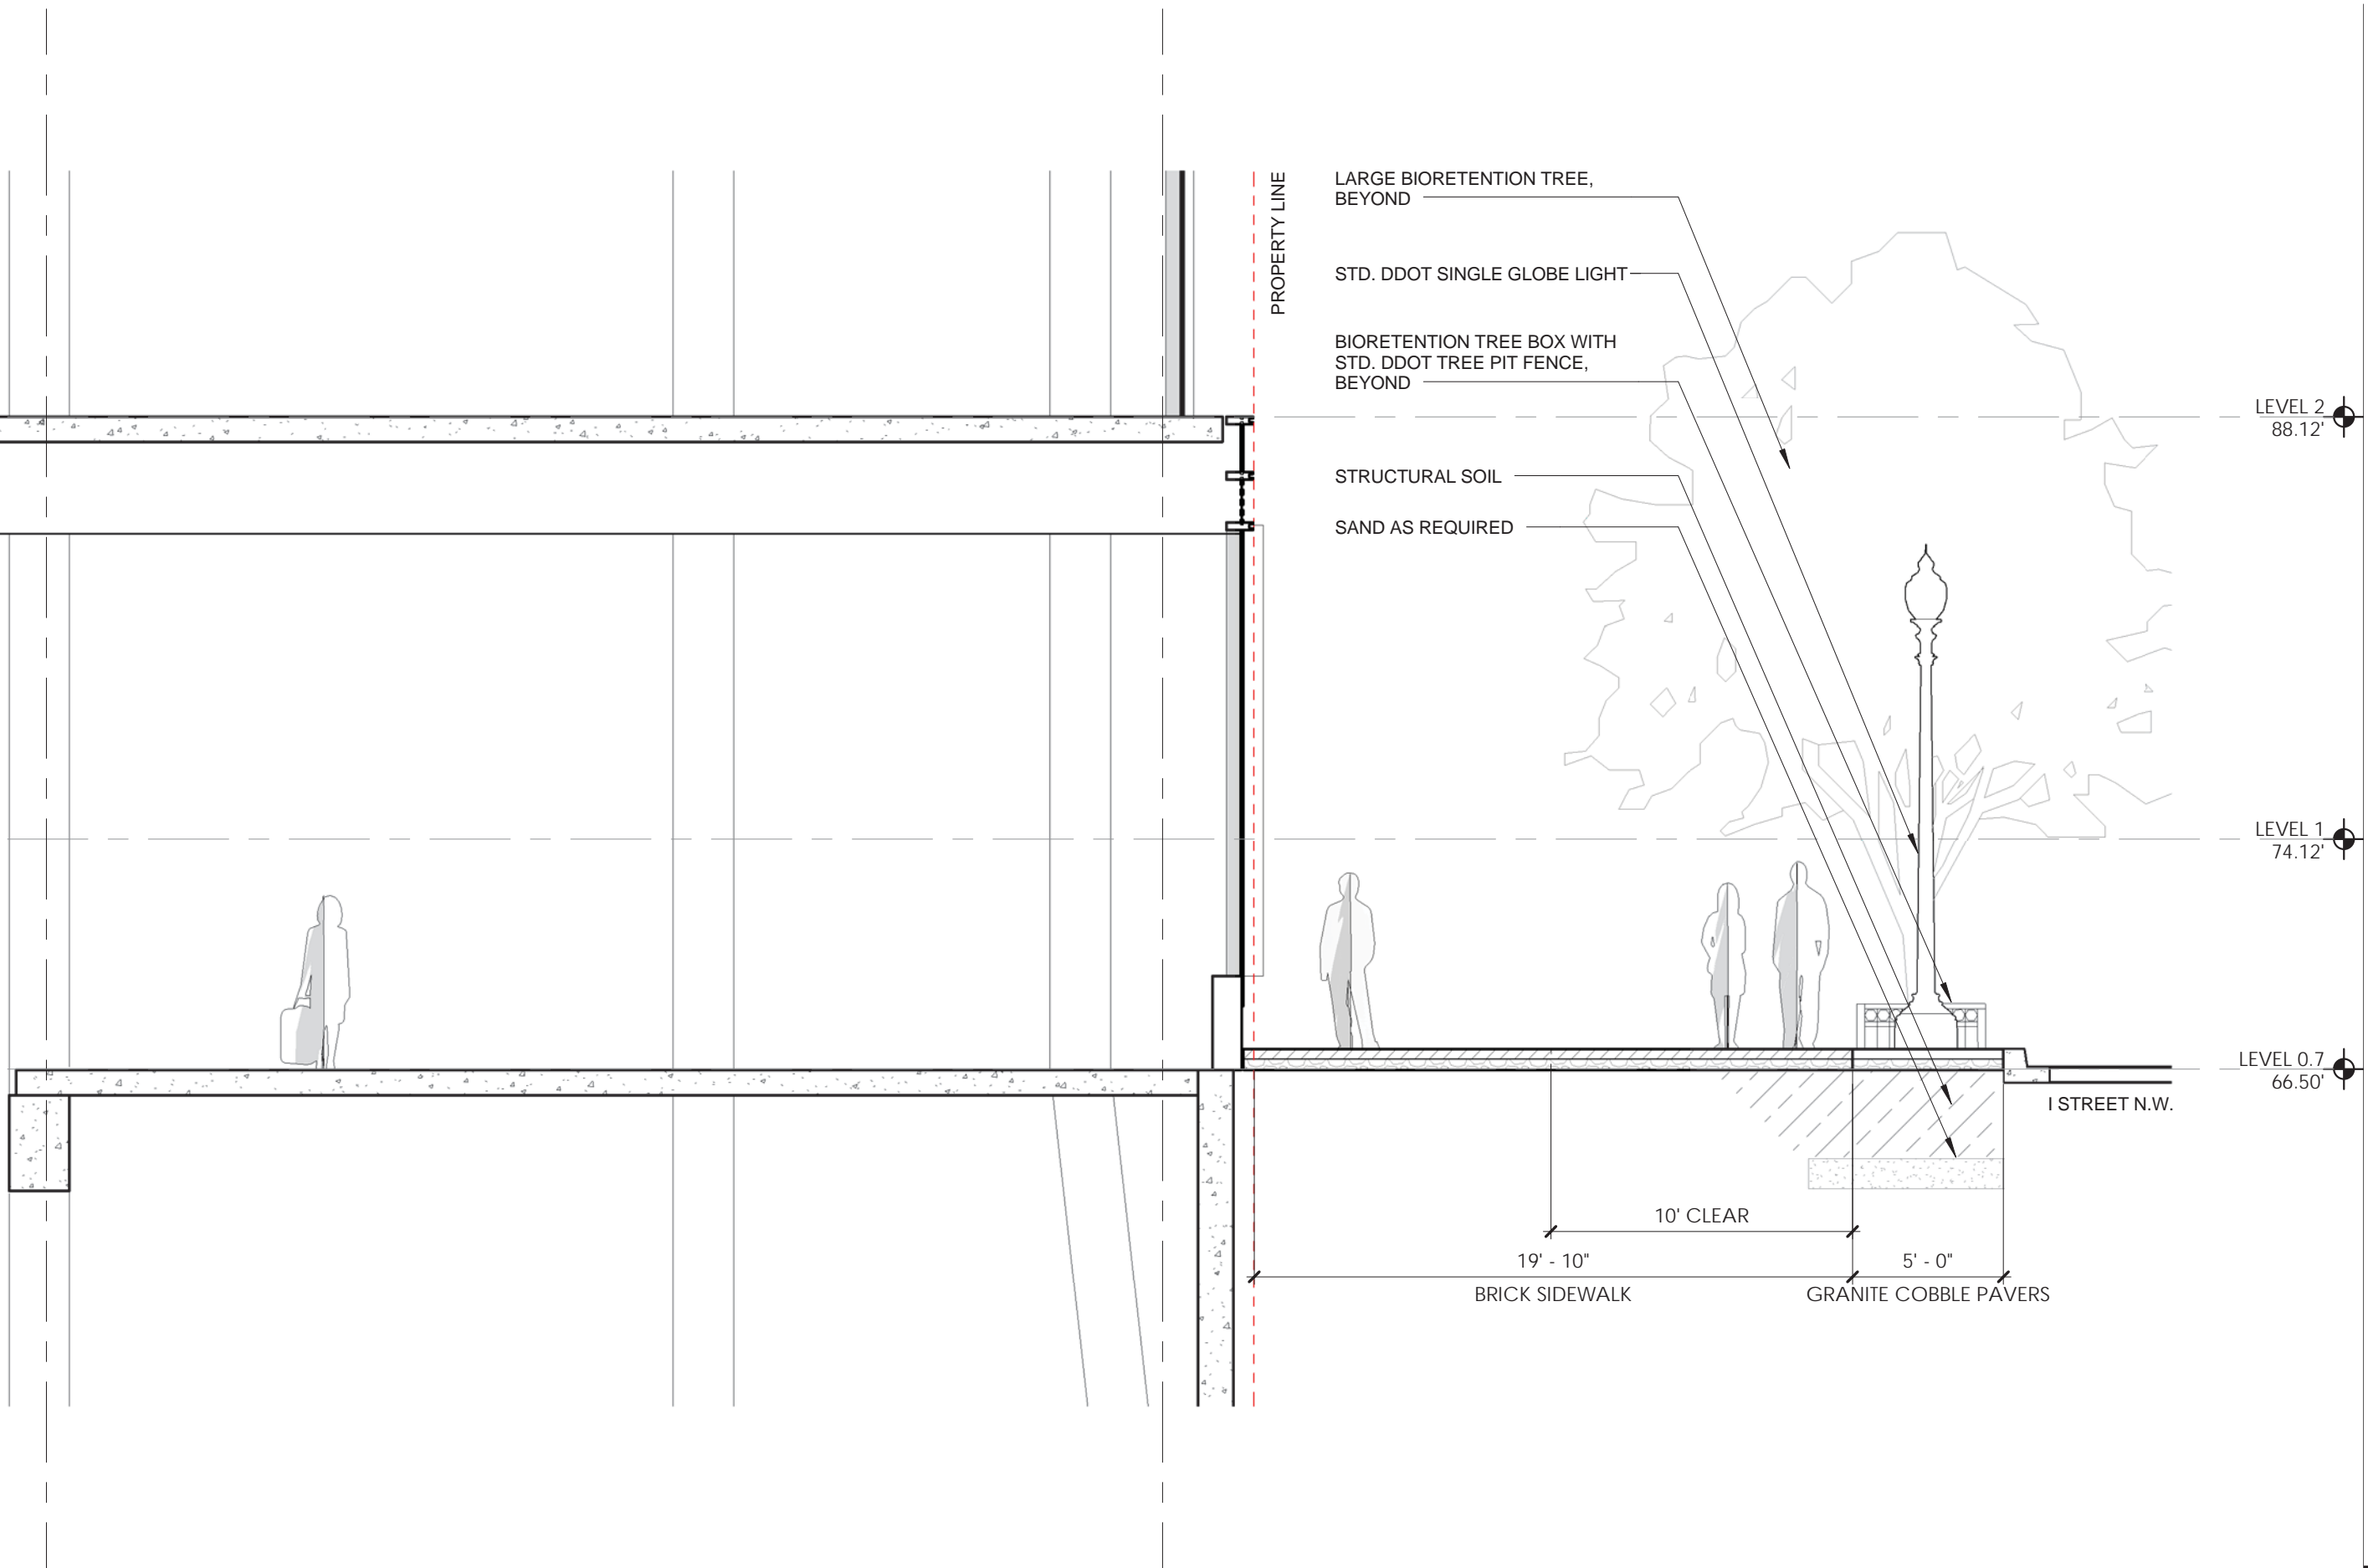 PROPERTY LINE
LARGE BIORETENTION TREE,
BEYOND
STD. DDOT SINGLE GLOBE LIGHT
BIORETENTION TREE BOX WITH
STD. DDOT TREE PIT FENCE,
BEYOND
STRUCTURAL SOIL
SAND AS REQUIRED
LEVEL 2
88.12'
LEVEL 1
74.12'
LEVEL 0.7
66.50'
I STREET N.W.
10' CLEAR
19' - 10"
5' - 0"
BRICK SIDEWALK
GRANITE COBBLE PAVERS